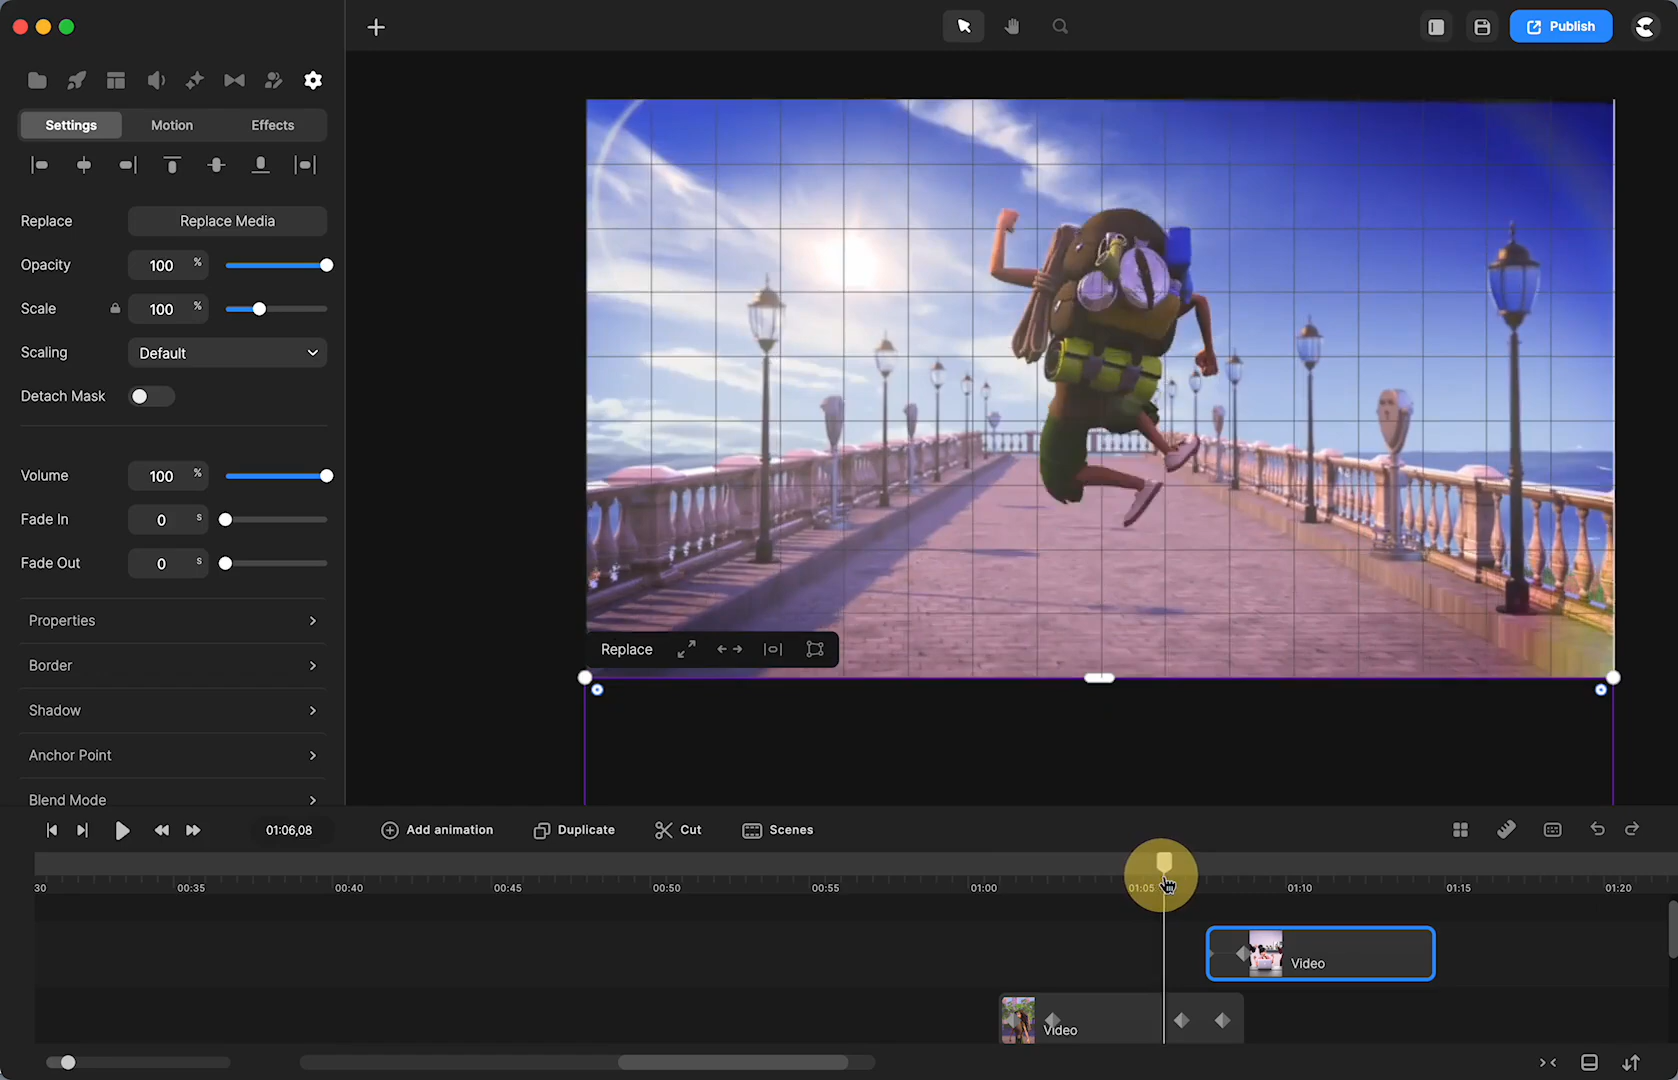 Publish
Settings
Motion
Effects
Replace
Replace Media
Opacity
100 %
Scale
100 %
Scaling
Default
Detach Mask
Volume
100 %
Fade In
0 s
Fade Out
0 s
Properties
Border
Shadow
Anchor Point
Blend Mode
Replace
01:06,08
Add animation
Duplicate
Cut
Scenes
30 00:35 00:40 00:45 00:50 00:55 01:00 01:05 01:10 01:15 01:20
Video
Video